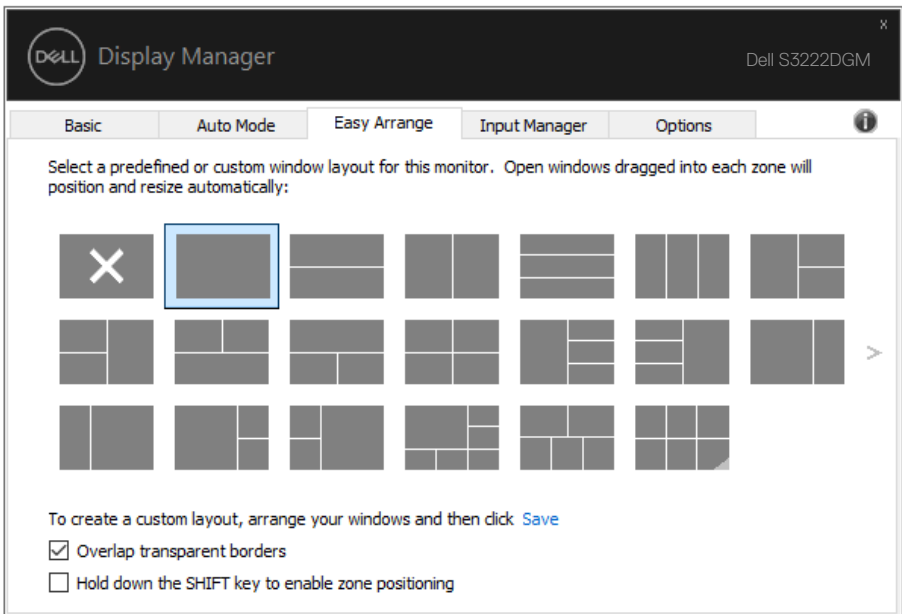 x
DELL Display Manager
Dell S3222DGM
Basic Auto Mode Easy Arrange Input Manager Options
Select a predefined or custom window layout for this monitor. Open windows dragged into each zone will
position and resize automatically:
>
To create a custom layout, arrange your windows and then click Save
Overlap transparent borders
Hold down the SHIFT key to enable zone positioning